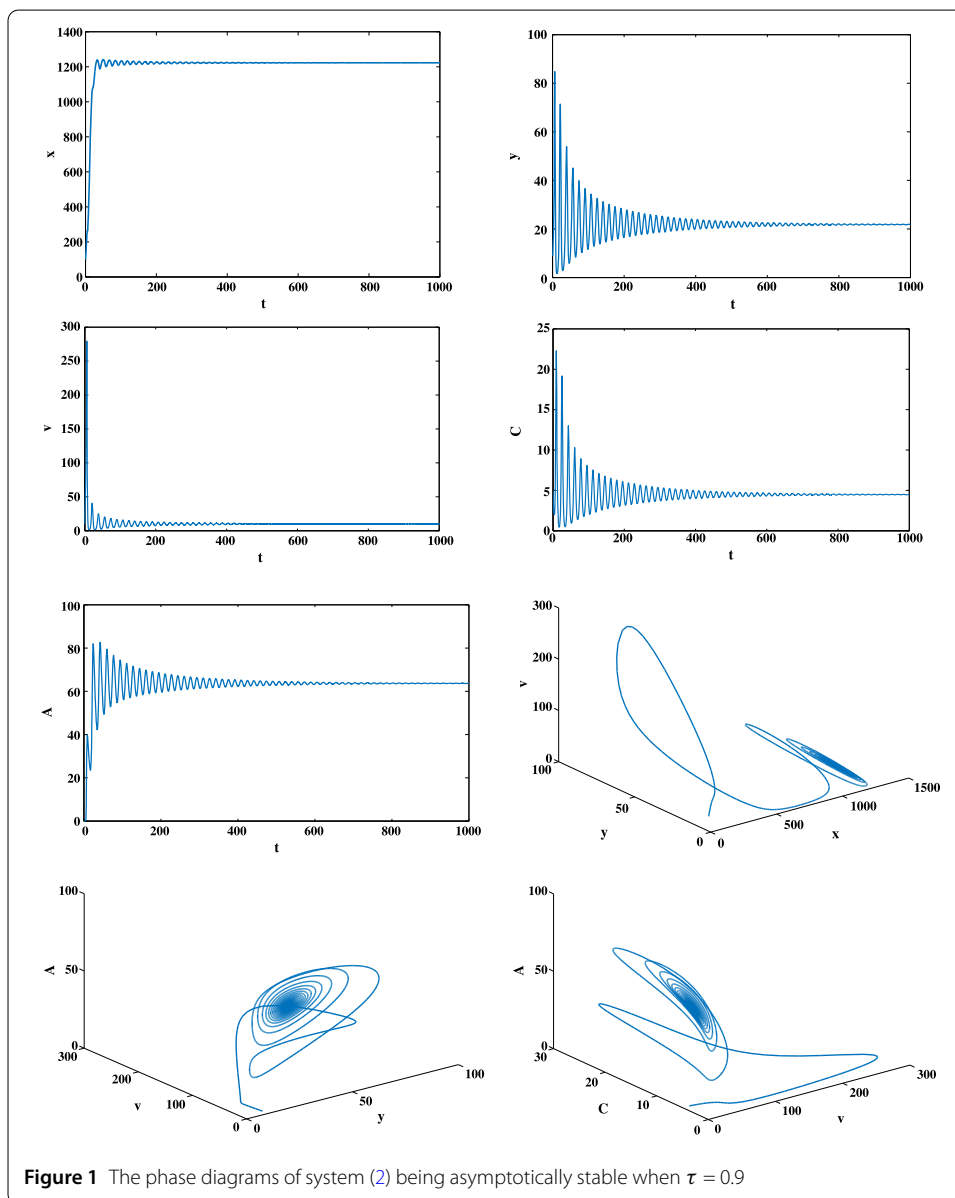 1400
1200
1000
800
600
400
200
0
x
0 200 400 600 800 1000
t
100
80
60
40
20
0
y
0 200 400 600 800 1000
t
300
250
200
150
100
50
0
v
0 200 400 600 800 1000
t
25
20
15
10
5
0
C
0 200 400 600 800 1000
t
100
80
60
40
20
0
A
0 200 400 600 800 1000
t
300
200
100
0
v
100
50
0
y
0
500
1000
1500
x
100
50
0
A
300
200
100
0
v
0
50
100
y
100
50
0
A
30
20
10
0
C
0
100
200
300
v
Figure 1 The phase diagrams of system (2) being asymptotically stable when τ = 0.9